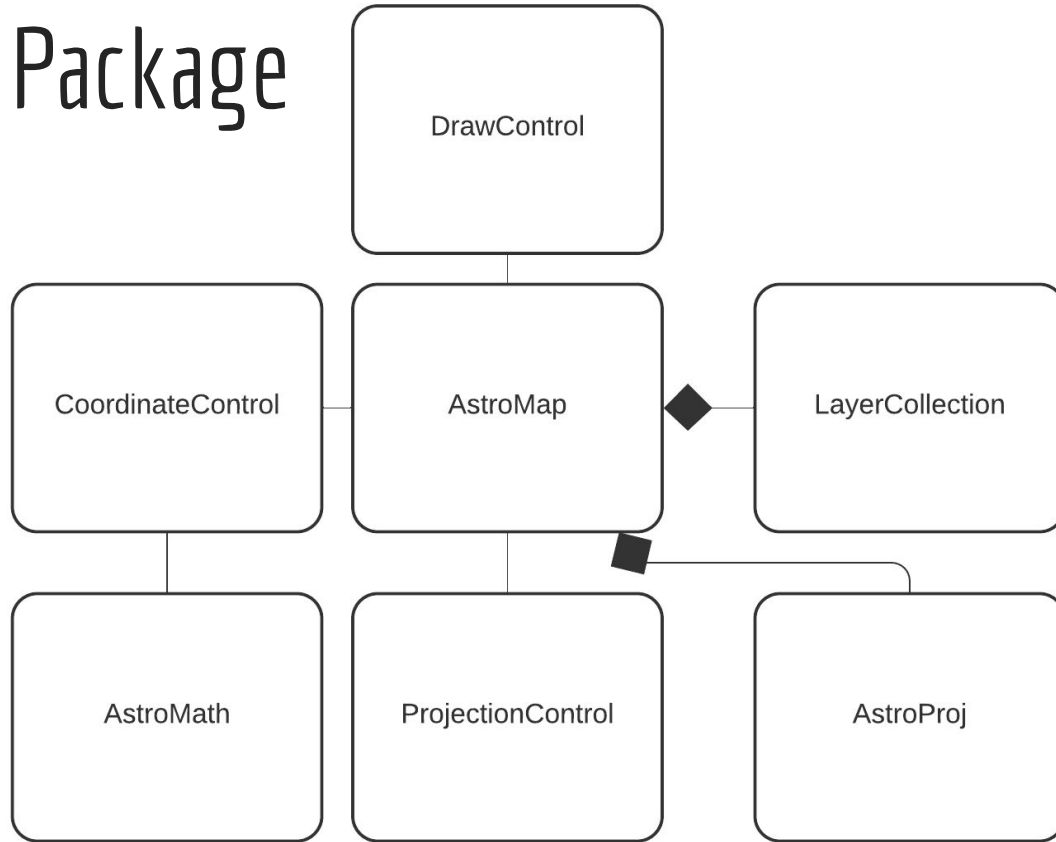 Package
DrawControl
CoordinateControl
AstroMap
LayerCollection
AstroMath
ProjectionControl
AstroProj